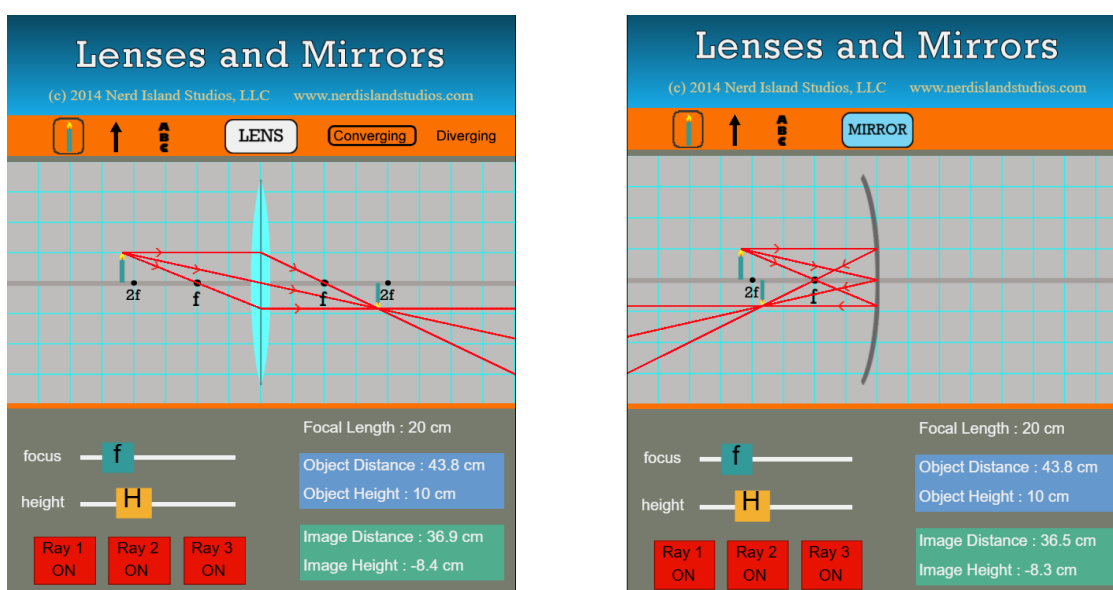 Lenses and Mirrors
(c) 2014 Nerd Island Studios, LLC www.nerdislandstudios.com
A
B
C
LENS
Converging
Diverging
2f
f
f
2f
focus
f
height
H
Ray 1
ON
Ray 2
ON
Ray 3
ON
Focal Length : 20 cm
Object Distance : 43.8 cm
Object Height : 10 cm
Image Distance : 36.9 cm
Image Height : -8.4 cm
Lenses and Mirrors
(c) 2014 Nerd Island Studios, LLC www.nerdislandstudios.com
A
B
C
MIRROR
2f
f
focus
f
height
H
Ray 1
ON
Ray 2
ON
Ray 3
ON
Focal Length : 20 cm
Object Distance : 43.8 cm
Object Height : 10 cm
Image Distance : 36.5 cm
Image Height : -8.3 cm